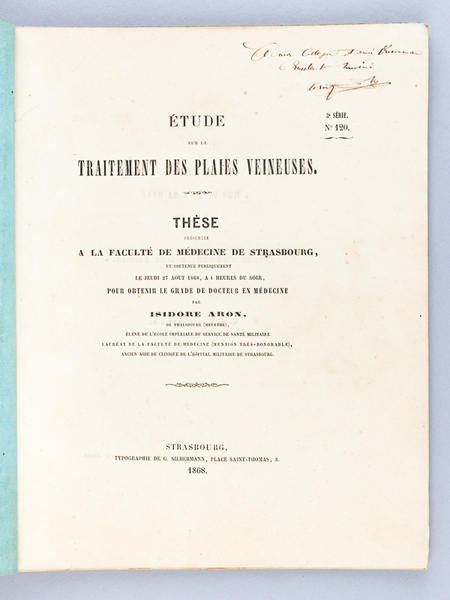 A mon Collègue
ÉTUDE
SUR LE
TRAITEMENT DES PLAIES VEINEUSES.
3e SÉRIE.
No 120.
THÈSE
PRÉSENTÉE
A LA FACULTÉ DE MÉDECINE DE STRASBOURG,
ET SOUTENUE PUBLIQUEMENT
LE JEUDI 27 AOUT 1868, A 4 HEURES DU SOIR,
POUR OBTENIR LE GRADE DE DOCTEUR EN MÉDECINE
PAR
ISIDORE ARON,
DE PHALSBOURG (MEURTHE),
ÉLÈVE DE L'ÉCOLE IMPÉRIALE DU SERVICE DE SANTÉ MILITAIRE
LAURÉAT DE LA FACULTÉ DE MÉDECINE (MENTION TRÈS-HONORABLE),
ANCIEN AIDE DE CLINIQUE DE L'HÔPITAL MILITAIRE DE STRASBOURG.
STRASBOURG,
TYPOGRAPHIE DE G. SILBERMANN, PLACE SAINT-THOMAS, 3.
1868.